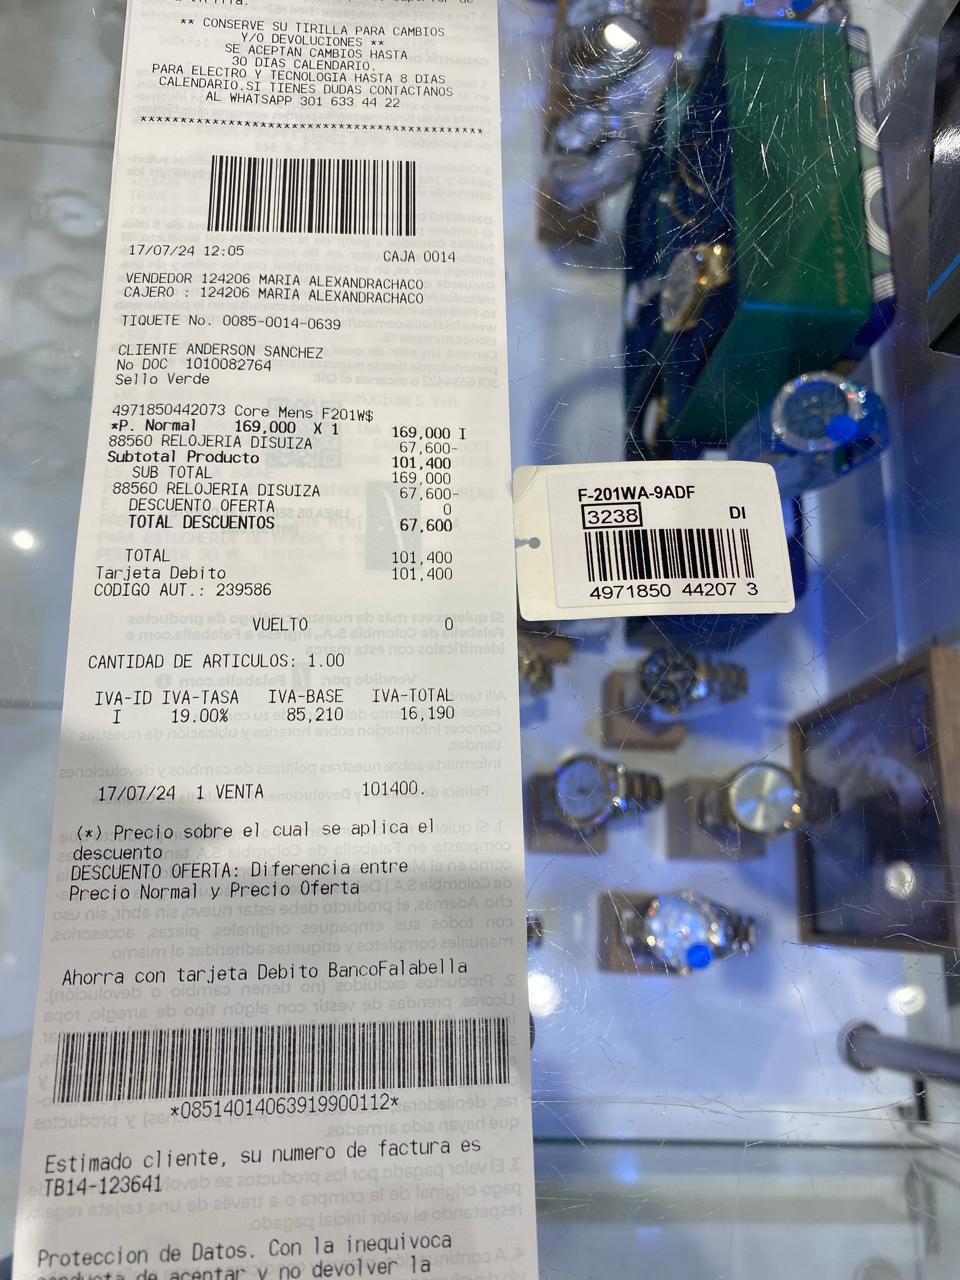 ** CONSERVE SU TIRILLA PARA CAMBIOS
Y/O DEVOLUCIONES **
SE ACEPTAN CAMBIOS HASTA
30 DIAS CALENDARIO.
PARA ELECTRO Y TECNOLOGIA HASTA 8 DIAS
CALENDARIO.SI TIENES DUDAS CONTACTANOS
AL WHATSAPP 301 633 44 22
******************************************
17/07/24 12:05 CAJA 0014
VENDEDOR 124206 MARIA ALEXANDRACHACO
CAJERO : 124206 MARIA ALEXANDRACHACO
TIQUETE No. 0085-0014-0639
CLIENTE ANDERSON SANCHEZ
No DOC 1010082764
Sello Verde
4971850442073 Core Mens F201W$
*P. Normal 169,000 X 1 169,000 I
88560 RELOJERIA DISUIZA 67,600-
Subtotal Producto 101,400
SUB TOTAL 169,000
88560 RELOJERIA DISUIZA 67,600-
DESCUENTO OFERTA 0
TOTAL DESCUENTOS 67,600
TOTAL 101,400
Tarjeta Debito 101,400
CODIGO AUT.: 239586
VUELTO 0
CANTIDAD DE ARTICULOS: 1.00
IVA-ID IVA-TASA IVA-BASE IVA-TOTAL
I 19.00% 85,210 16,190
17/07/24 1 VENTA 101400.
(*) Precio sobre el cual se aplica el
descuento
DESCUENTO OFERTA: Diferencia entre
Precio Normal y Precio Oferta
Ahorra con tarjeta Debito BancoFalabella
*08514014063919900112*
Estimado cliente, su numero de factura es
TB14-123641
Proteccion de Datos. Con la inequivoca
conducta de aceptar y no devolver la
F-201WA-9ADF
3238 DI
4971850 44207 3